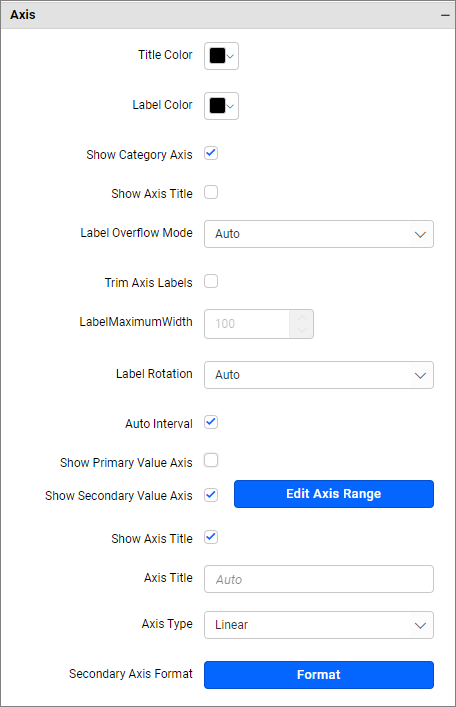 Axis
Title Color
Label Color
Show Category Axis
Show Axis Title
Label Overflow Mode Auto
Trim Axis Labels
LabelMaximumWidth 100
Label Rotation Auto
Auto Interval
Show Primary Value Axis
Show Secondary Value Axis Edit Axis Range
Show Axis Title
Axis Title Auto
Axis Type Linear
Secondary Axis Format Format